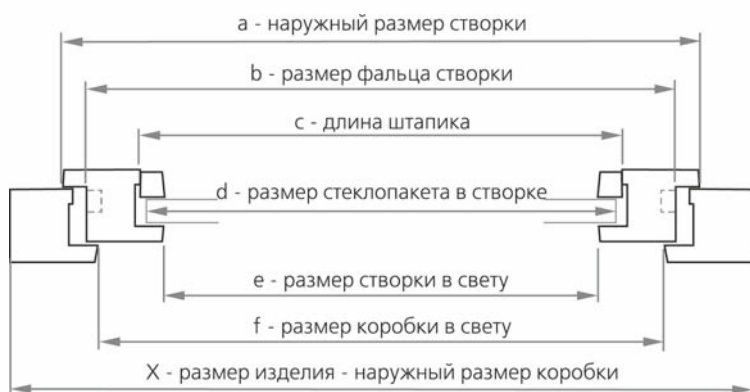 a - наружный размер створки
b - размер фальца створки
c - длина штапика
d - размер стеклопакета в створке
e - размер створки в свету
f - размер коробки в свету
X - размер изделия - наружный размер коробки